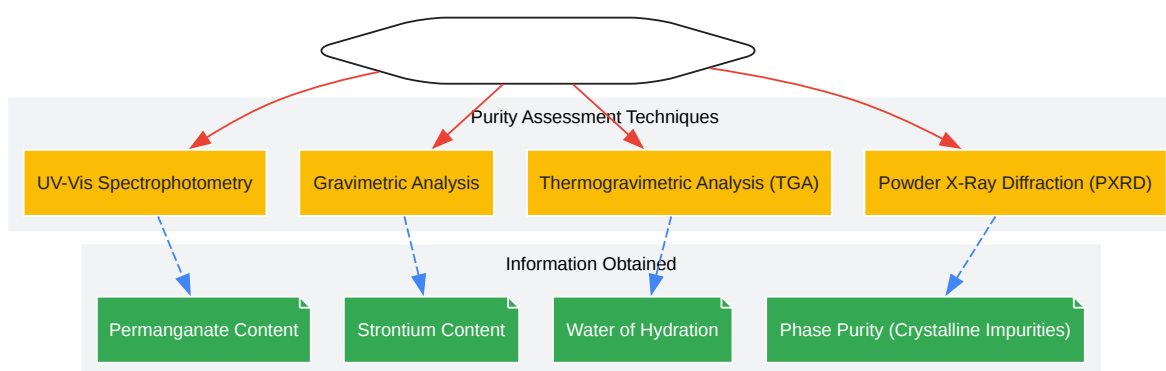 Purity Assessment Techniques
UV-Vis Spectrophotometry
Gravimetric Analysis
Thermogravimetric Analysis (TGA)
Powder X-Ray Diffraction (PXRD)
Information Obtained
Permanganate Content
Strontium Content
Water of Hydration
Phase Purity (Crystalline Impurities)